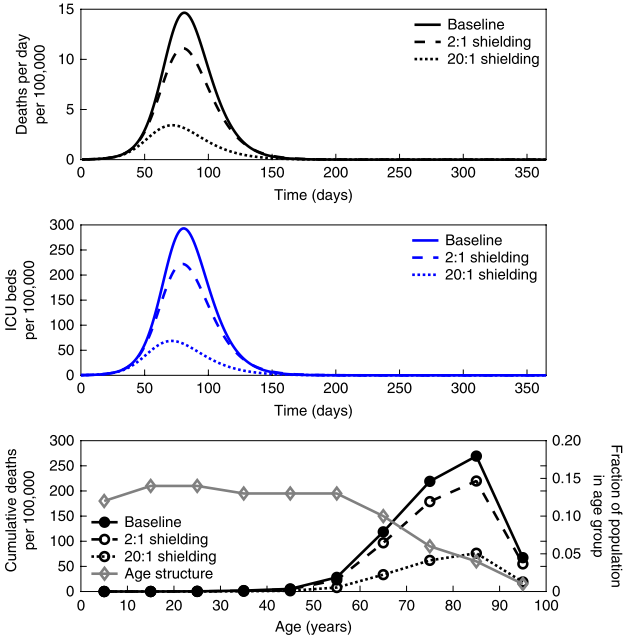 Deaths per day
per 100,000
15
10
5
0
Baseline
2:1 shielding
20:1 shielding
0 50 100 150 200 250 300 350
Time (days)
ICU beds
per 100,000
300
250
200
150
100
50
0
Baseline
2:1 shielding
20:1 shielding
0 50 100 150 200 250 300 350
Time (days)
Cumulative deaths
per 100,000
300
250
200
150
100
50
0
Baseline
2:1 shielding
20:1 shielding
Age structure
0.20
0.15
0.10
0.05
0
Fraction of population
in age group
0 10 20 30 40 50 60 70 80 90 100
Age (years)